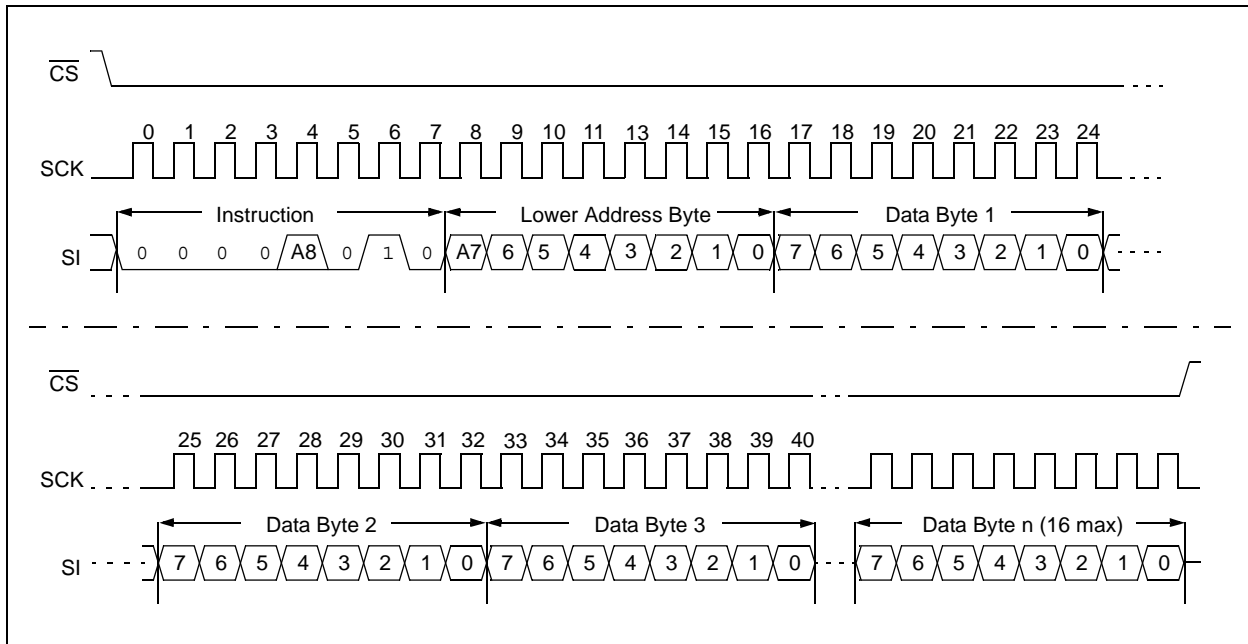 CS
0 1 2 3 4 5 6 7 8 9 10 11 13 14 15 16 17 18 19 20 21 22 23 24
SCK
Instruction Lower Address Byte Data Byte 1
SI 0 0 0 0 A8 0 1 0 A7 6 5 4 3 2 1 0 7 6 5 4 3 2 1 0
CS
25 26 27 28 29 30 31 32 33 34 35 36 37 38 39 40
SCK
Data Byte 2 Data Byte 3 Data Byte n (16 max)
SI 7 6 5 4 3 2 1 0 7 6 5 4 3 2 1 0 7 6 5 4 3 2 1 0